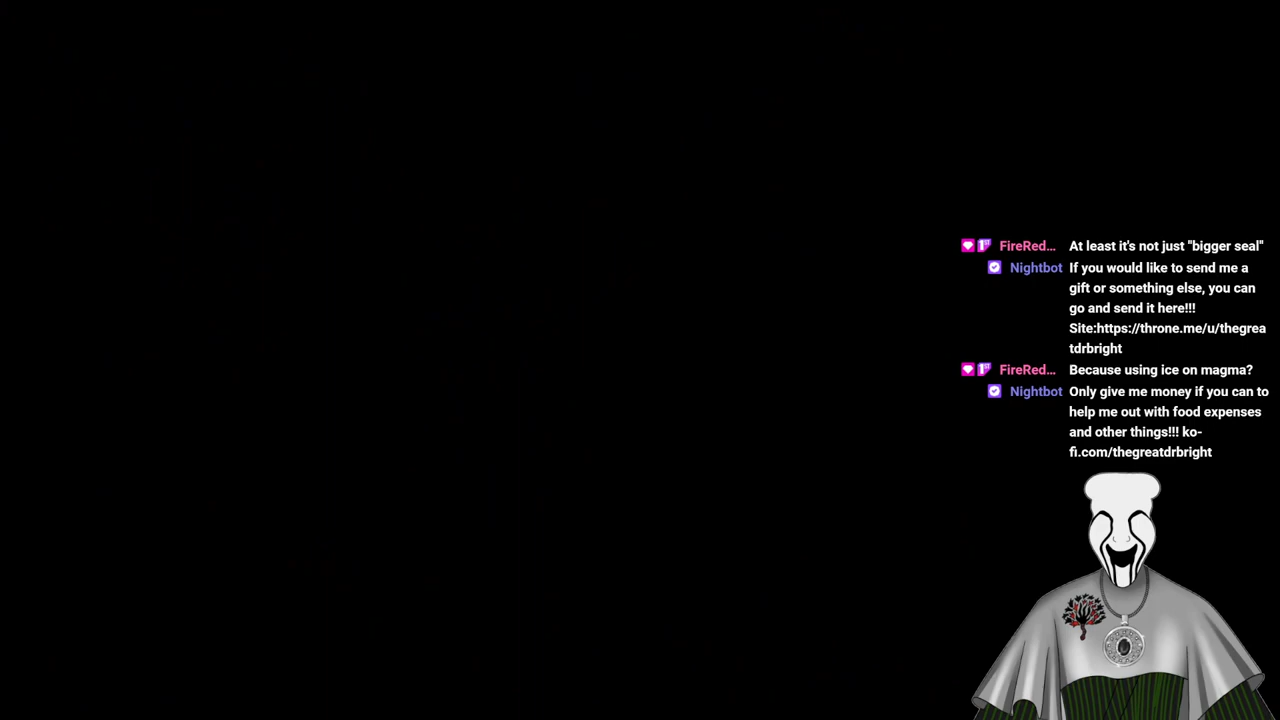 FireRed… At least it's not just "bigger seal"
Nightbot If you would like to send me a
gift or something else, you can
go and send it here!!!
Site:https://throne.me/u/thegrea
tdrbright
FireRed… Because using ice on magma?
Nightbot Only give me money if you can to
help me out with food expenses
and other things!!! ko-
fi.com/thegreatdrbright